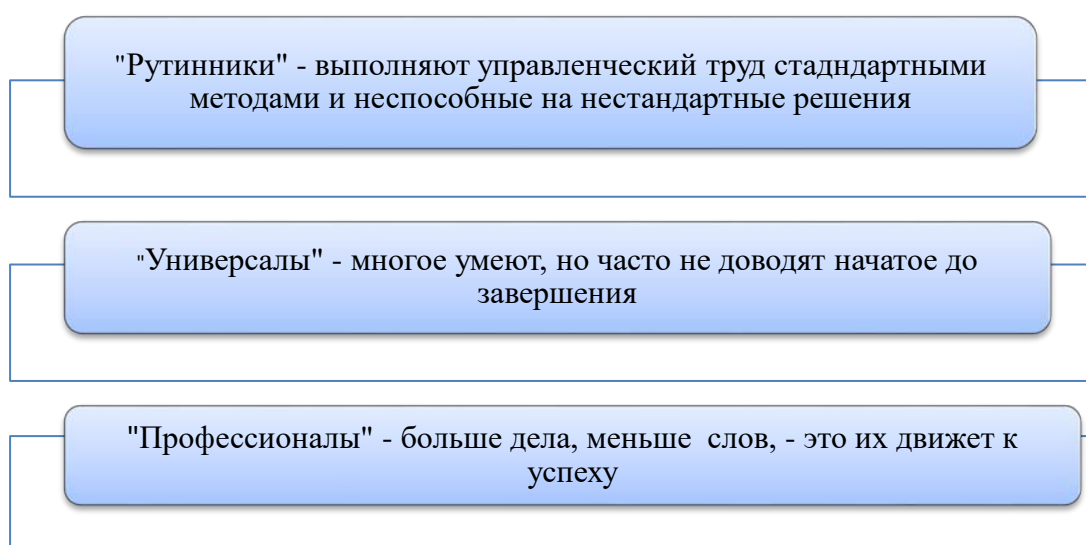 "Рутинники" - выполняют управленческий труд стадндартными
методами и неспособные на нестандартные решения
"Универсалы" - многое умеют, но часто не доводят начатое до
завершения
"Профессионалы" - больше дела, меньше слов, - это их движет к
успеху